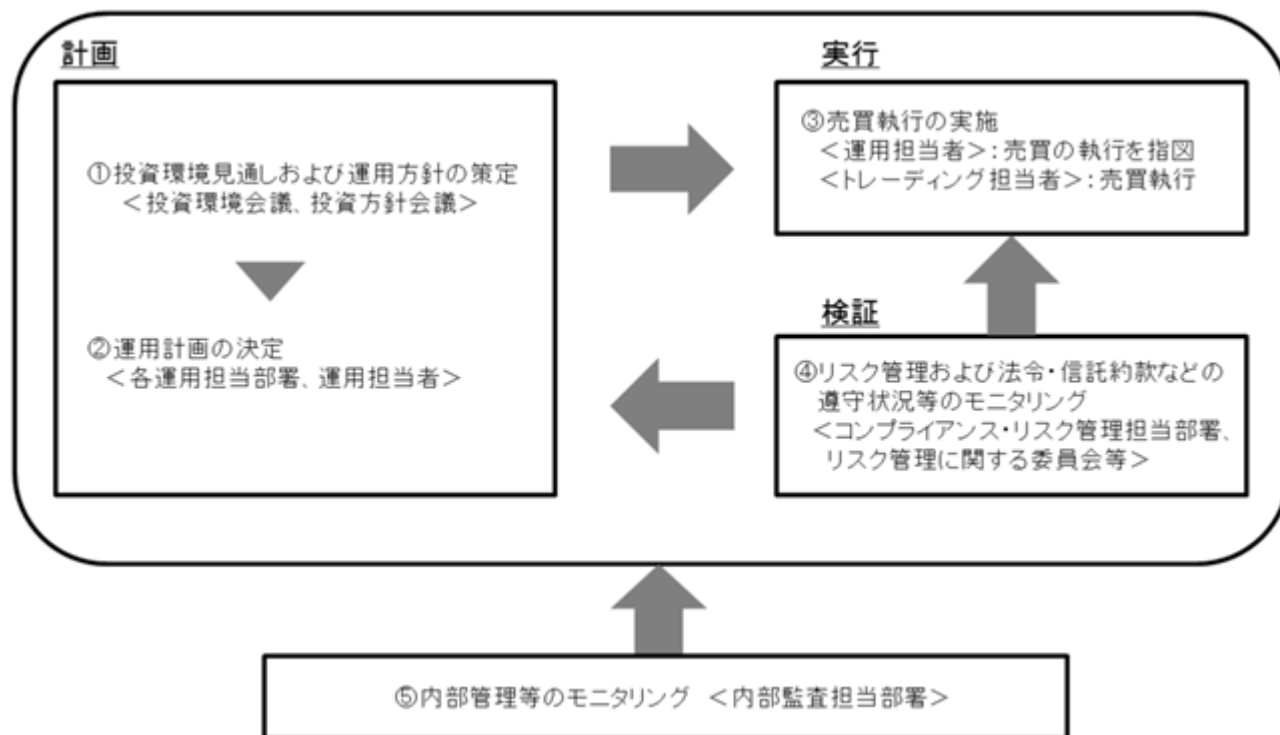 計画
①投資環境見通しおよび運用方針の策定
＜投資環境会議、投資方針会議＞
②運用計画の決定
＜各運用担当部署、運用担当者＞
実行
③売買執行の実施
＜運用担当者＞：売買の執行を指図
＜トレーディング担当者＞：売買執行
検証
④リスク管理および法令・信託約款などの
遵守状況等のモニタリング
＜コンプライアンス・リスク管理担当部署、
リスク管理に関する委員会等＞
⑤内部管理等のモニタリング ＜内部監査担当部署＞